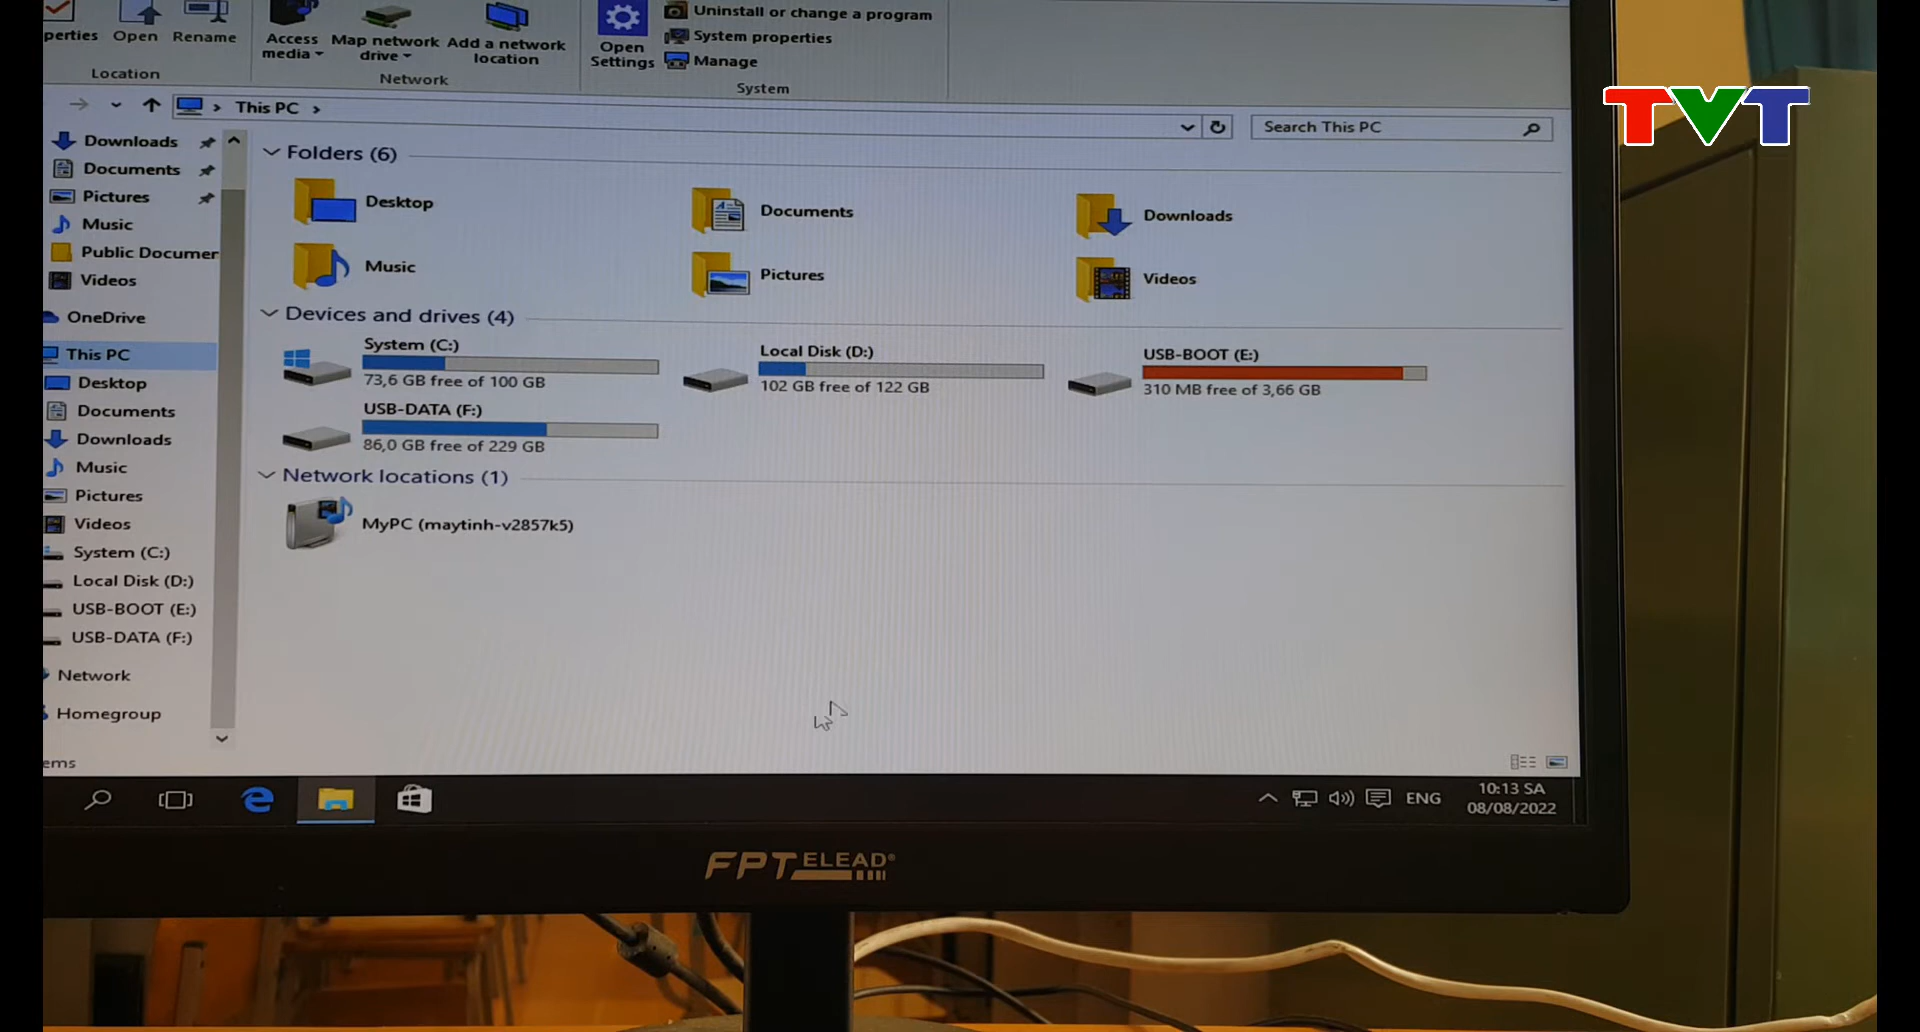 Uninstall or change a program
perties Open Rename
Access media
Map network drive
Add a network location
Open Settings
System properties
Manage
Location
Network
System
This PC
Search This PC
Downloads
Documents
Pictures
Music
Public Documer
Videos
OneDrive
This PC
Desktop
Documents
Downloads
Music
Pictures
Videos
System (C:)
Local Disk (D:)
USB-BOOT (E:)
USB-DATA (F:)
Network
Homegroup
ems
Folders (6)
Desktop
Documents
Downloads
Music
Pictures
Videos
Devices and drives (4)
System (C:)
73,6 GB free of 100 GB
Local Disk (D:)
102 GB free of 122 GB
USB-BOOT (E:)
310 MB free of 3,66 GB
USB-DATA (F:)
86,0 GB free of 229 GB
Network locations (1)
MyPC (maytinh-v2857k5)
ENG
10:13 SA
08/08/2022
FPT ELEAD®
TVT